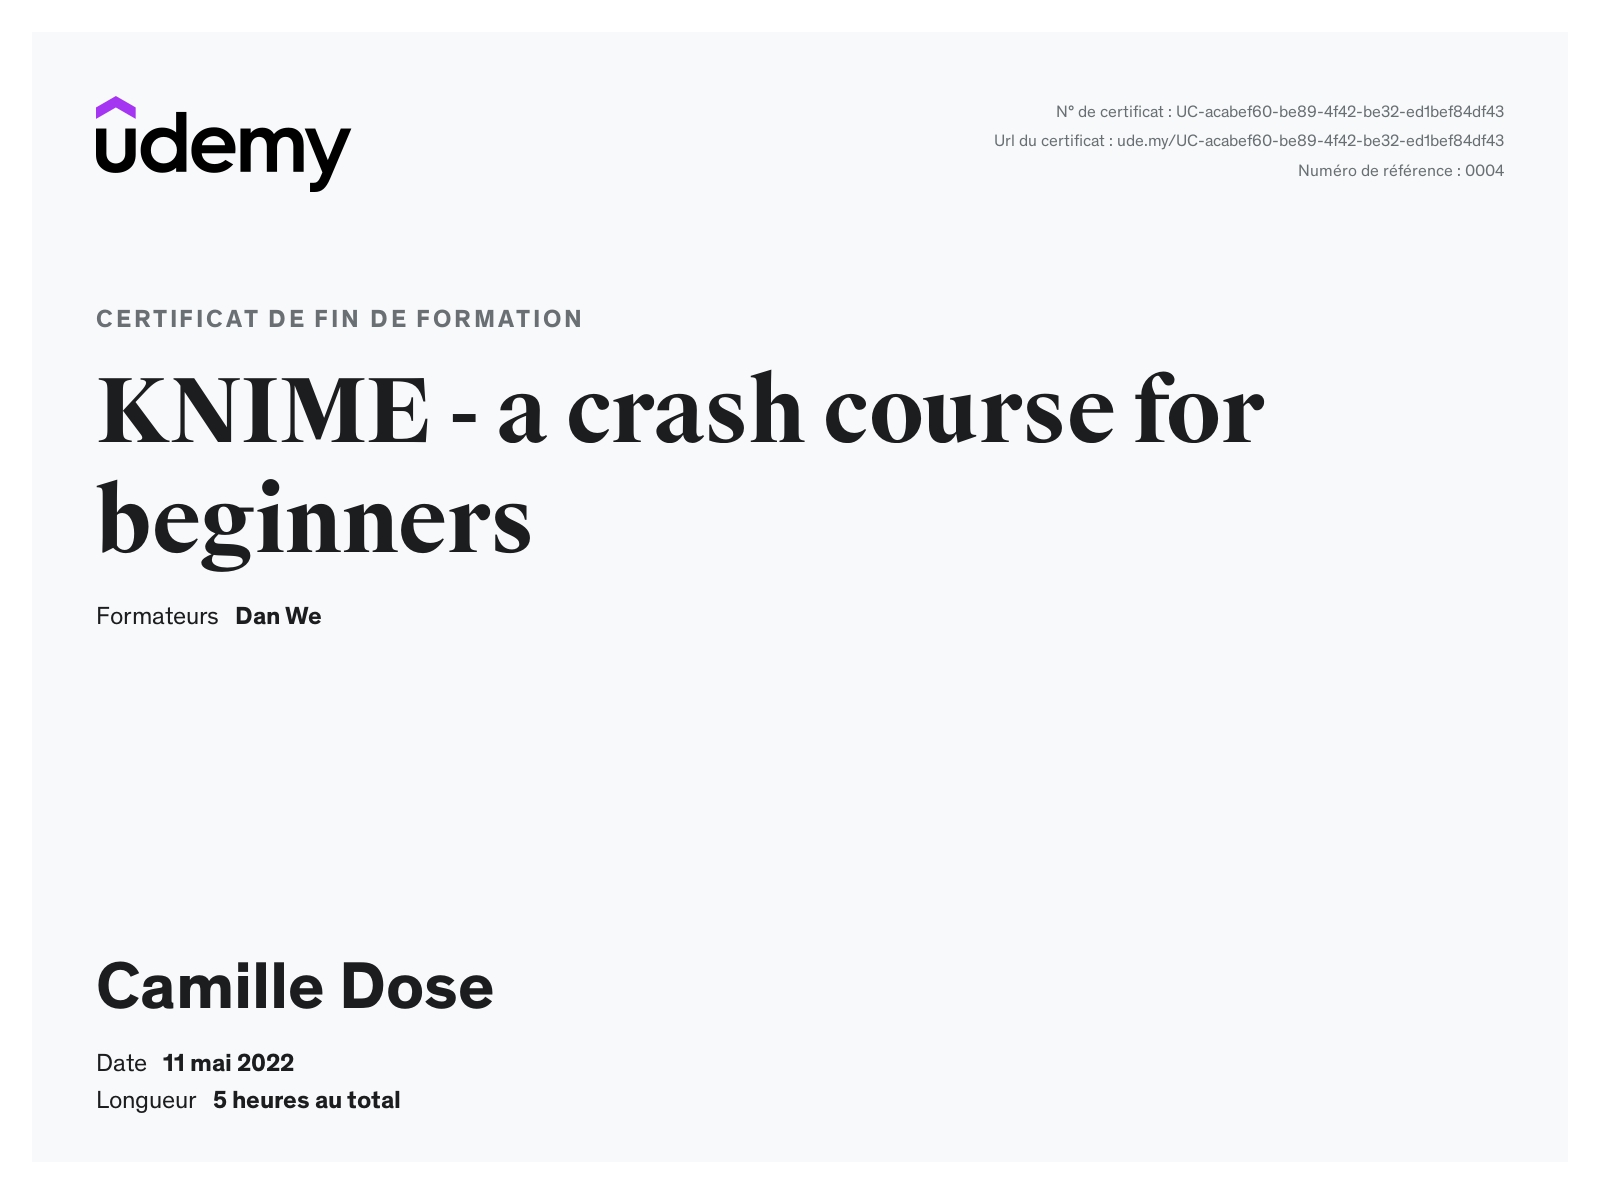 udemy
N° de certificat : UC-acabef60-be89-4f42-be32-ed1bef84df43
Url du certificat : ude.my/UC-acabef60-be89-4f42-be32-ed1bef84df43
Numéro de référence : 0004
CERTIFICAT DE FIN DE FORMATION
KNIME - a crash course for
beginners
Formateurs Dan We
Camille Dose
Date 11 mai 2022
Longueur 5 heures au total